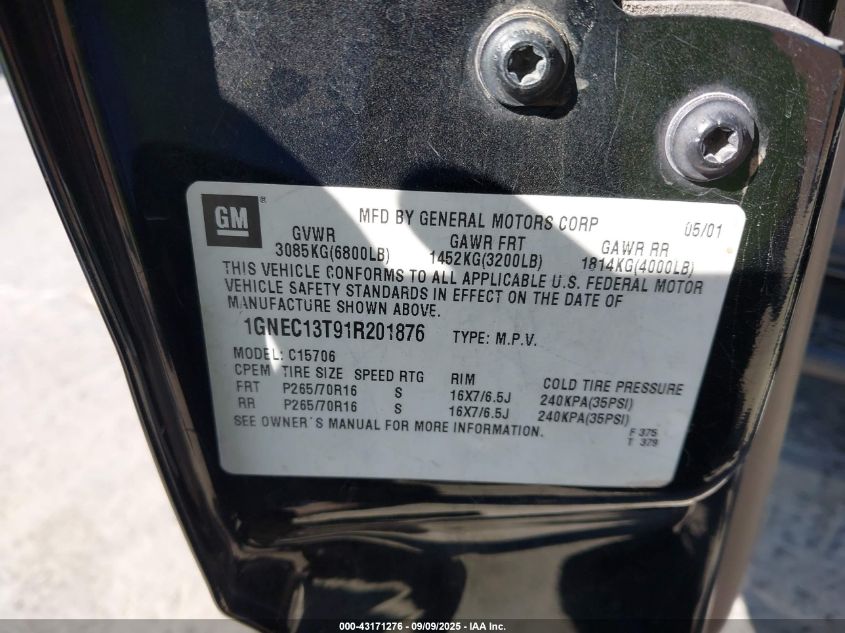 GM ®
MFD BY GENERAL MOTORS CORP 05/01
GVWR GAWR FRT GAWR RR
3085KG(6800LB) 1452KG(3200LB) 1814KG(4000LB)
THIS VEHICLE CONFORMS TO ALL APPLICABLE U.S. FEDERAL MOTOR
VEHICLE SAFETY STANDARDS IN EFFECT ON THE DATE OF
MANUFACTURE SHOWN ABOVE.
1GNEC13T91R201876 TYPE: M.P.V.
MODEL: C15706
CPEM TIRE SIZE SPEED RTG RIM COLD TIRE PRESSURE
FRT P265/70R16 S 16X7/6.5J 240KPA(35PSI)
RR P265/70R16 S 16X7/6.5J 240KPA(35PSI)
SEE OWNER'S MANUAL FOR MORE INFORMATION.
F 375
T 379
000-43171276 - 09/09/2025 - IAA Inc.